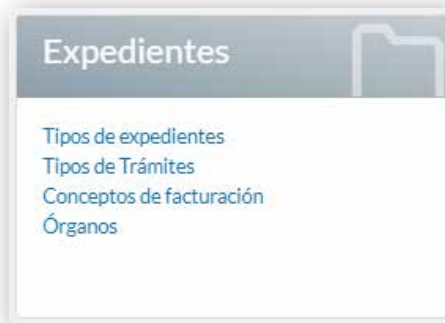 Expedientes
Tipos de expedientes
Tipos de Trámites
Conceptos de facturación
Órganos